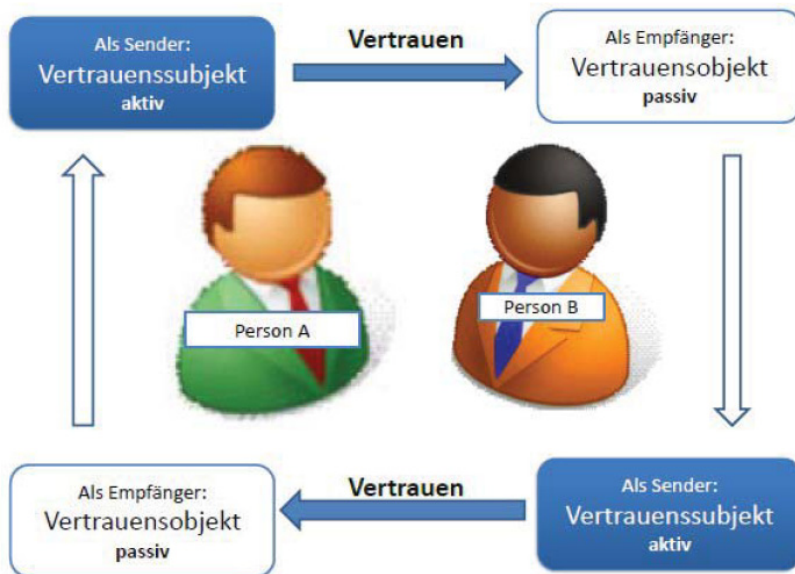 Als Sender:
Vertrauenssubjekt
aktiv
Vertrauen
Als Empfänger:
Vertrauensobjekt
passiv
Person A
Person B
Als Empfänger:
Vertrauensobjekt
passiv
Vertrauen
Als Sender:
Vertrauenssubjekt
aktiv